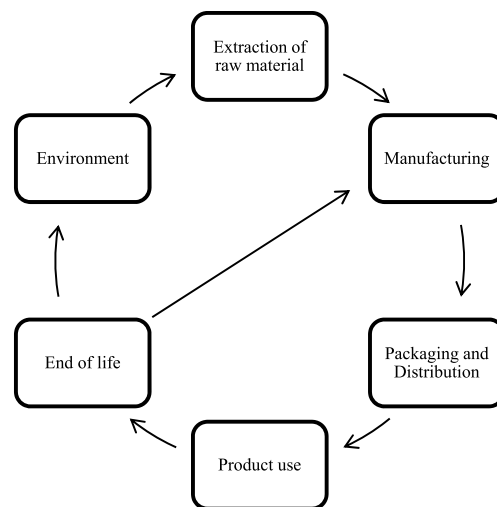 Extraction of
raw material
Environment
Manufacturing
End of life
Packaging and
Distribution
Product use